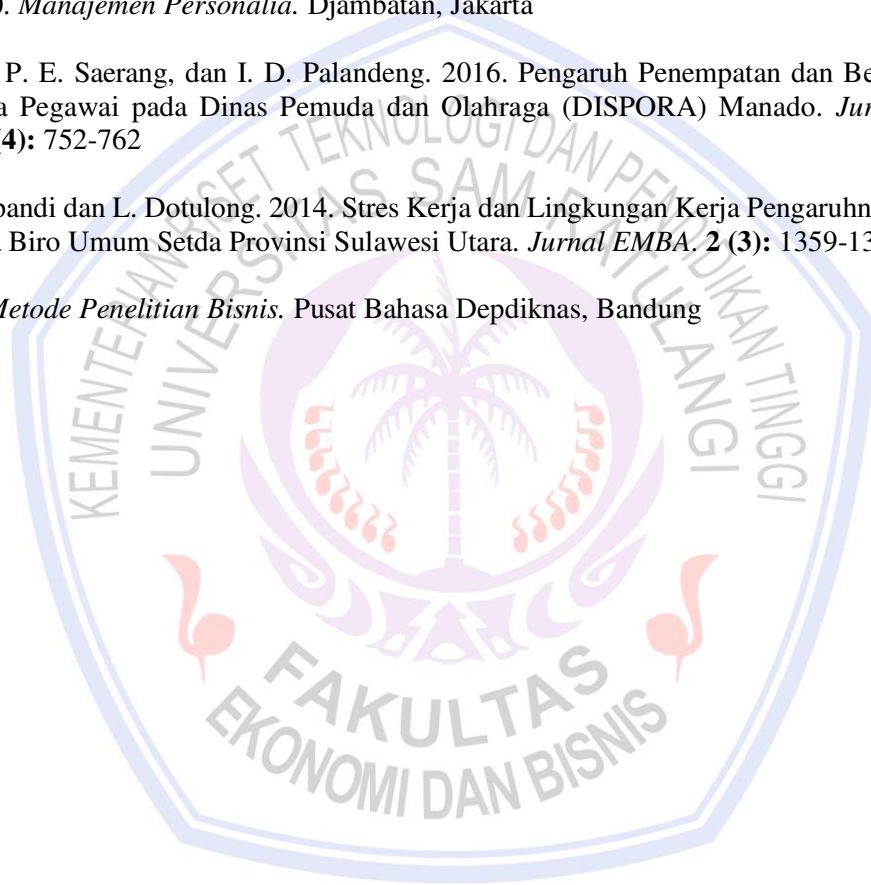 ). Manajemen Personalia. Djambatan, Jakarta
P. E. Saerang, dan I. D. Palandeng. 2016. Pengaruh Penempatan dan Be
a Pegawai pada Dinas Pemuda dan Olahraga (DISPORA) Manado. Jur
(4): 752-762
pandi dan L. Dotulong. 2014. Stres Kerja dan Lingkungan Kerja Pengaruhn
Biro Umum Setda Provinsi Sulawesi Utara. Jurnal EMBA. 2 (3): 1359-13
Metode Penelitian Bisnis. Pusat Bahasa Depdiknas, Bandung
KEMENTERIAN RISET TEKNOLOGI DAN PENDIDIKAN TINGGI
UNIVERSITAS SAM RATULANGI
FAKULTAS
EKONOMI DAN BISNIS